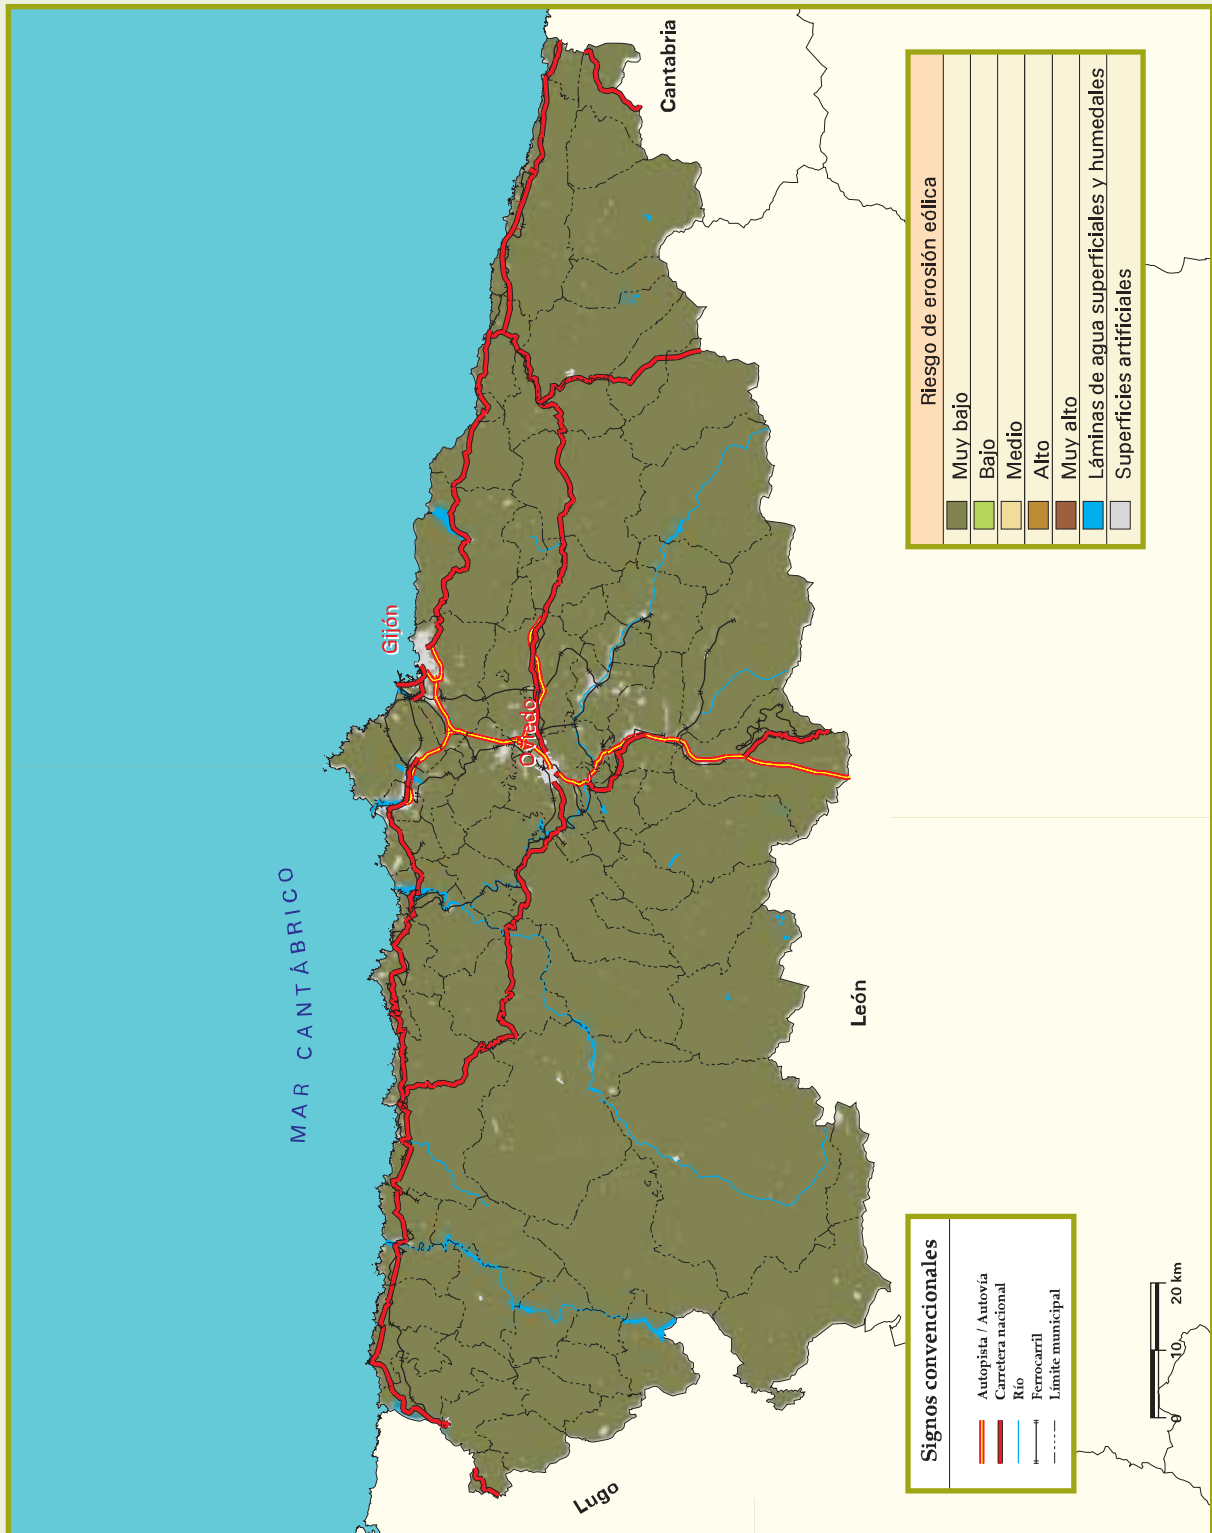 MAR CANTÁBRICO
Gijón
Oviedo
Cantabria
León
Lugo
Signos convencionales
Autopista / Autovía
Carretera nacional
Río
Ferrocarril
Límite municipal
0 10 20 km
Riesgo de erosión eólica
Muy bajo
Bajo
Medio
Alto
Muy alto
Láminas de agua superficiales y humedales
Superficies artificiales